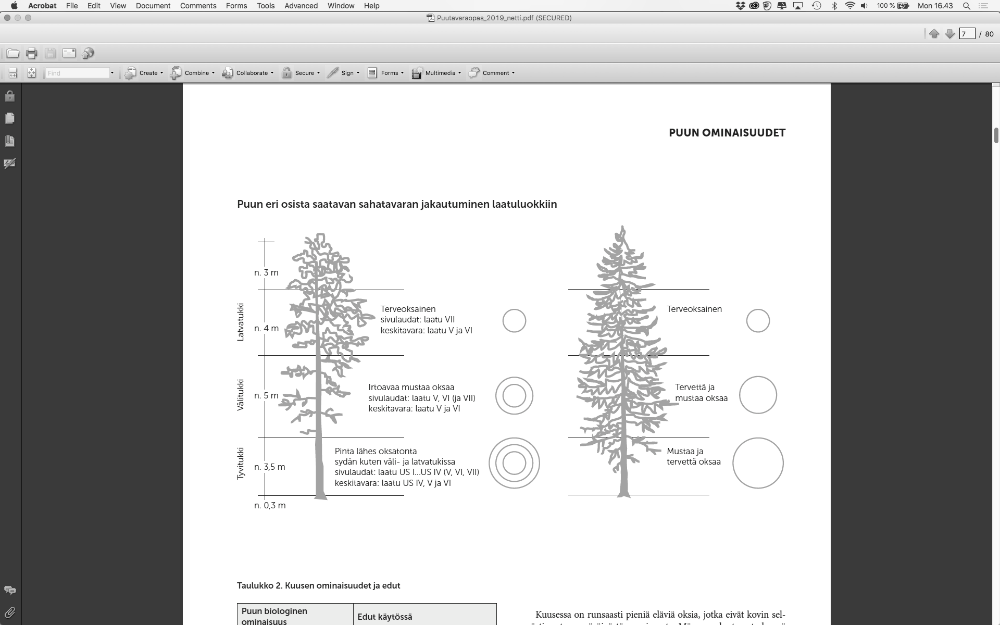 Acrobat File Edit View Document Comments Forms Tools Advanced Window Help
100 % Mon 16.43
Puutavaraopas_2019_netti.pdf (SECURED)
7 / 80
Find
Create Combine Collaborate Secure Sign Forms Multimedia Comment
PUUN OMINAISUUDET
Puun eri osista saatavan sahatavaran jakautuminen laatuluokkiin
n. 3 m
Latvatukki
n. 4 m
Terveoksainen
sivulaudat: laatu VII
keskitavara: laatu V ja VI
Terveoksainen
Välitukki
n. 5 m
Irtoavaa mustaa oksaa
sivulaudat: laatu V, VI (ja VII)
keskitavara: laatu V ja VI
Tervettä ja
mustaa oksaa
Tyvitukki
n. 3,5 m
Pinta lähes oksatonta
sydän kuten väli- ja latvatukissa
sivulaudat: laatu US I...US IV (V, VI, VII)
keskitavara: laatu US IV, V ja VI
Mustaa ja
tervettä oksaa
n. 0,3 m
Taulukko 2. Kuusen ominaisuudet ja edut
Puun biologinen
ominaisuus
Edut käytössä
Kuusessa on runsaasti pieniä eläviä oksia, jotka eivät kovin sel-